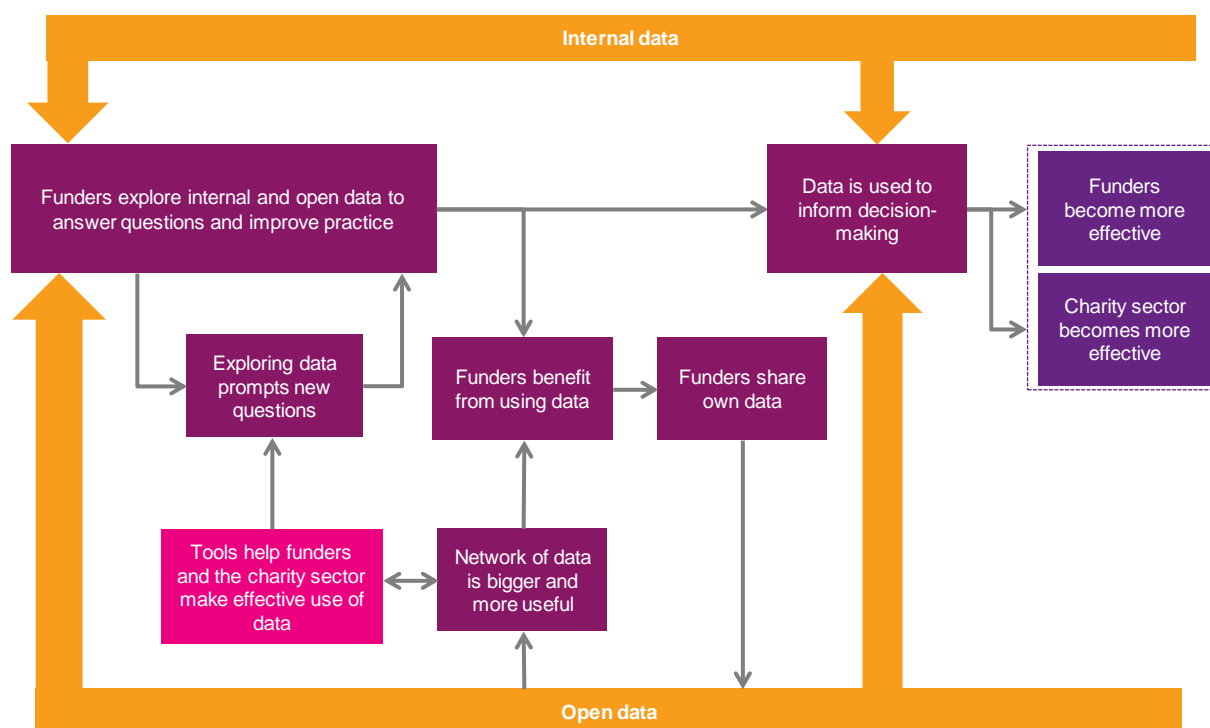 Internal data
Funders explore internal and open data to
answer questions and improve practice
Data is used to
inform decision-
making
Funders
become more
effective
Charity sector
becomes more
effective
Exploring data
prompts new
questions
Funders benefit
from using data
Funders share
own data
Tools help funders
and the charity sector
make effective use of
data
Network of data
is bigger and
more useful
Open data